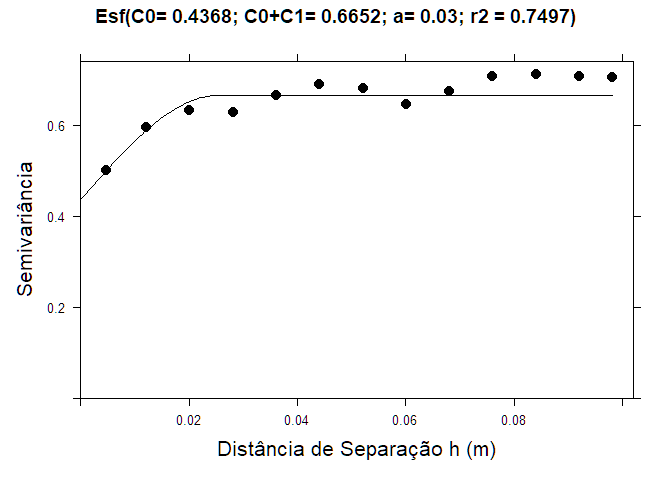 Esf(C0= 0.4368; C0+C1= 0.6652; a= 0.03; r2 = 0.7497)
Semivariância
0.6
0.4
0.2
0.02 0.04 0.06 0.08
Distância de Separação h (m)